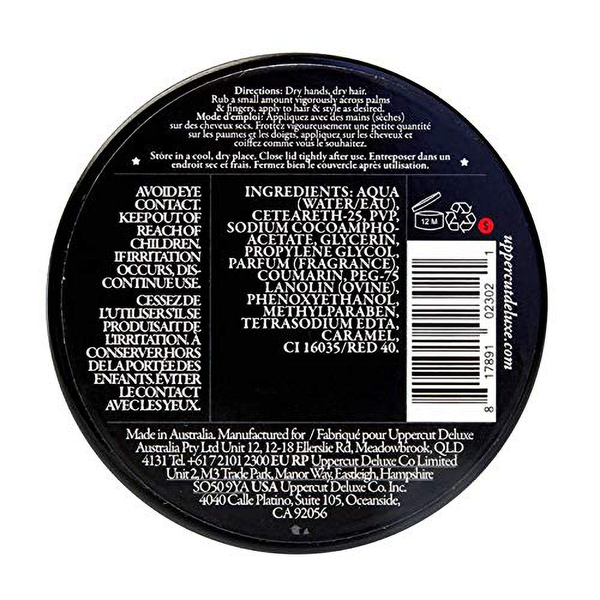 Directions: Dry hands, dry hair.
Rub a small amount vigorously across palms
& fingers, apply to hair & style as desired.
Mode d'emploi: Appliquez avec des mains (sèches)
sur des cheveux secs. Frottez vigoureusement une petite quantité
sur les paumes et les doigts, appliquez sur les cheveux et
coiffez comme vous le souhaitez.
Store in a cool, dry place. Close lid tightly after use. Entreposer dans un
endroit sec et frais. Fermez bien le couvercle après utilisation.
AVOID EYE
CONTACT.
KEEP OUT OF
REACH OF
CHILDREN.
IF IRRITATION
OCCURS, DIS-
CONTINUE USE.
CESSEZ DE
L'UTILISER S'IL SE
PRODUISAIT DE
L'IRRITATION. À
CONSERVER HORS
DE LA PORTÉE DES
ENFANTS. ÉVITER
LE CONTACT
AVEC LES YEUX.
INGREDIENTS: AQUA
(WATER/EAU),
CETEARETH-25, PVP,
SODIUM COCOAMPHO-
ACETATE, GLYCERIN,
PROPYLENE GLYCOL,
PARFUM (FRAGRANCE),
COUMARIN, PEG-75
LANOLIN (OVINE),
PHENOXYETHANOL,
METHYLPARABEN,
TETRASODIUM EDTA,
CARAMEL,
CI 16035/RED 40.
12 M
5
8 17891 02302 1
uppercutdeluxe.com
Made in Australia. Manufactured for / Fabriqué pour Uppercut Deluxe
Australia Pty Ltd Unit 12, 12-18 Ellerslie Rd, Meadowbrook, QLD
4131 Tel. +61 7 2101 2300 EU RP Uppercut Deluxe Co Limited
Unit 2, M3 Trade Park, Manor Way, Eastleigh, Hampshire
SO50 9YA USA Uppercut Deluxe Co. Inc.
4040 Calle Platino, Suite 105, Oceanside,
CA 92056